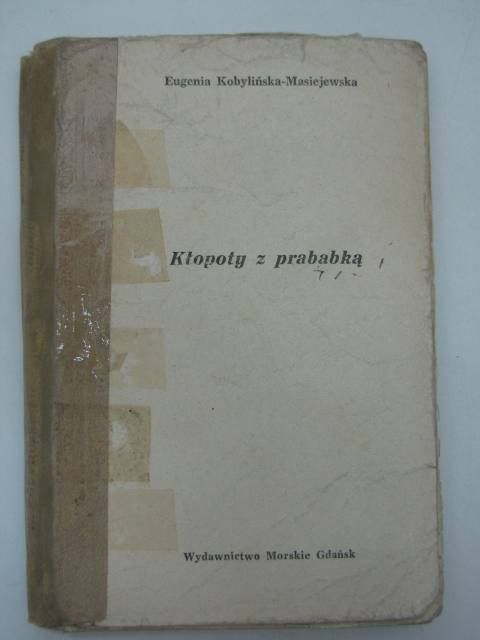 Eugenia Kobylińska-Masiejewska
Kłopoty z prababką
Wydawnictwo Morskie Gdańsk